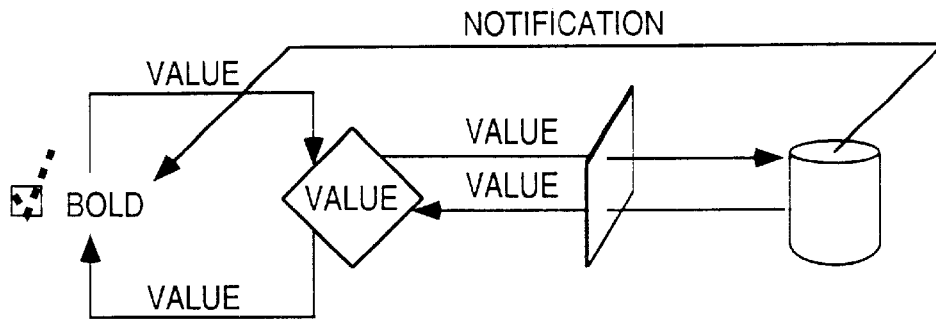 NOTIFICATION
VALUE
VALUE
VALUE
BOLD
VALUE
VALUE